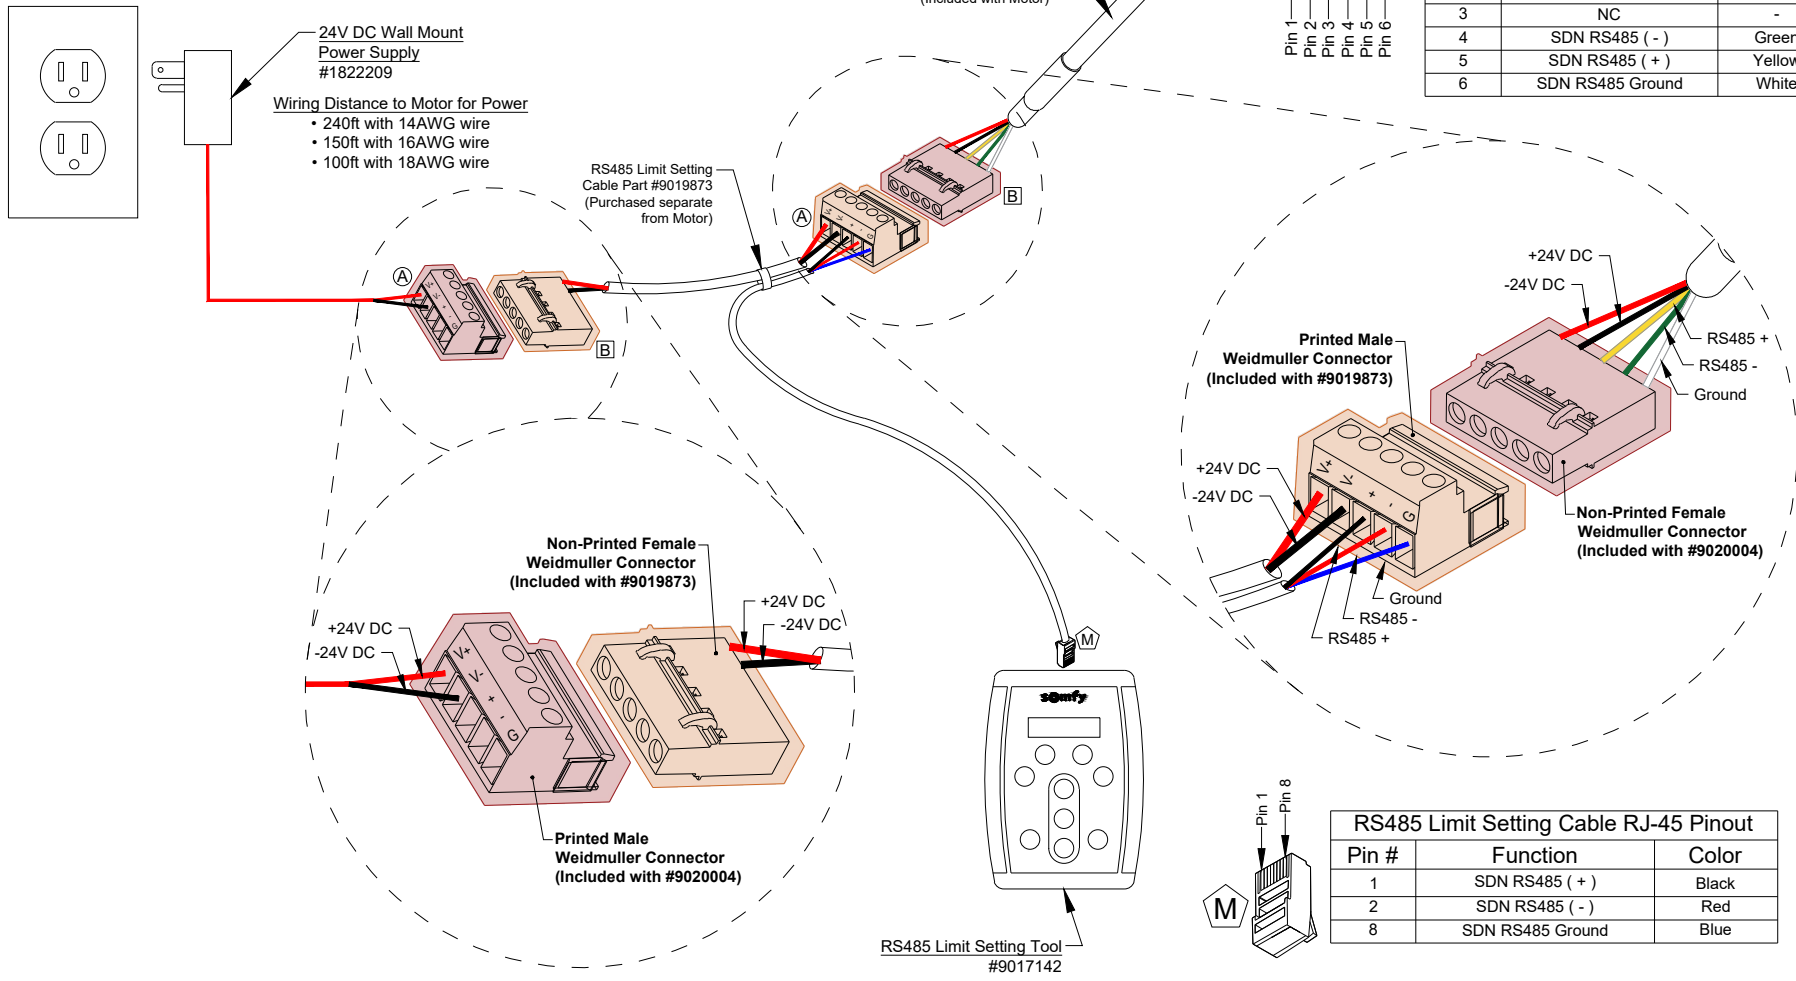 (Included with Motor)
Pin 1
Pin 2
Pin 3
Pin 4
Pin 5
Pin 6
3 NC -
4 SDN RS485 ( - ) Green
5 SDN RS485 ( + ) Yellow
6 SDN RS485 Ground White
24V DC Wall Mount
Power Supply
#1822209
Wiring Distance to Motor for Power
• 240ft with 14AWG wire
• 150ft with 16AWG wire
• 100ft with 18AWG wire
RS485 Limit Setting
Cable Part #9019873
(Purchased separate
from Motor)
A
V+
V-
+
-
G
B
A
V+
V-
+
-
G
B
+24V DC
-24V DC
RS485 +
RS485 -
Ground
Printed Male
Weidmuller Connector
(Included with #9019873)
+24V DC
-24V DC
V+
V-
+
-
G
Non-Printed Female
Weidmuller Connector
(Included with #9020004)
Ground
RS485 -
RS485 +
Non-Printed Female
Weidmuller Connector
(Included with #9019873)
+24V DC
-24V DC
+24V DC
-24V DC
V+
V-
+
-
G
Printed Male
Weidmuller Connector
(Included with #9020004)
M
somfy
RS485 Limit Setting Tool
#9017142
Pin 1
Pin 8
M
RS485 Limit Setting Cable RJ-45 Pinout
Pin # Function Color
1 SDN RS485 ( + ) Black
2 SDN RS485 ( - ) Red
8 SDN RS485 Ground Blue